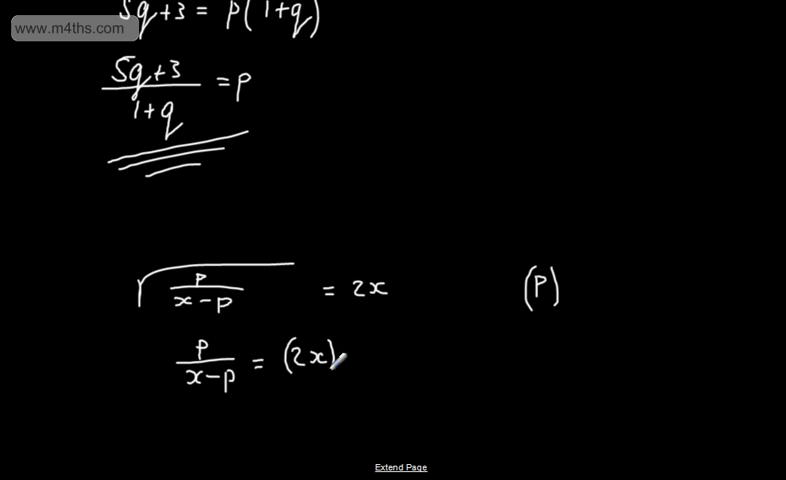 5q+3 = p(1+q)
www.m4ths.com
5q+3
1+q
= p
√ p
x-p
= 2x
(P)
p
x-p
= (2x)
Extend Page